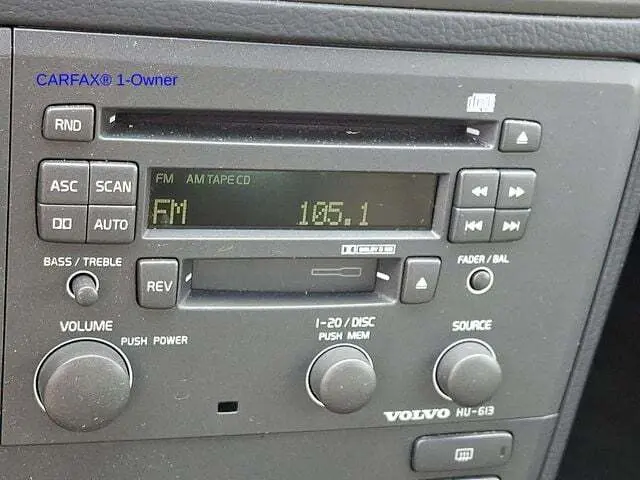 CARFAX® 1-Owner
RND
ASC SCAN
FM AM TAPE CD
FM 105.1
AUTO
BASS / TREBLE
REV
FADER / BAL
VOLUME
PUSH POWER
1-20 / DISC
PUSH MEM
SOURCE
VOLVO HU-613